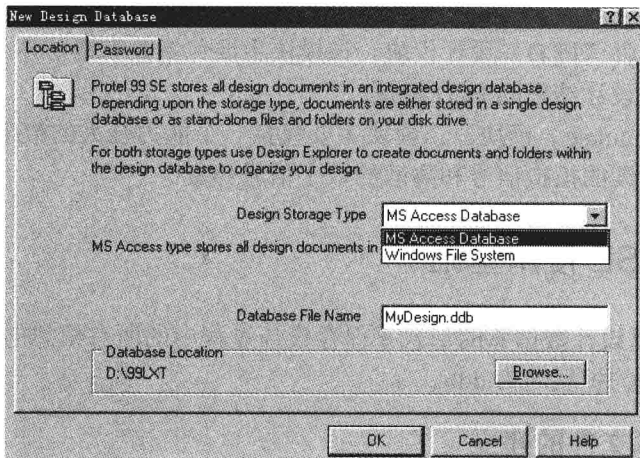 New Design Database
Location
Password
Protel 99 SE stores all design documents in an integrated design database.
Depending upon the storage type, documents are either stored in a single design
database or as stand-alone files and folders on your disk drive.
For both storage types use Design Explorer to create documents and folders within
the design database to organize your design.
Design Storage Type MS Access Database
MS Access Database
MS Access type stores all design documents in
Windows File System
Database File Name MyDesign.ddb
Database Location
D:\99LXT
Browse...
OK Cancel Help